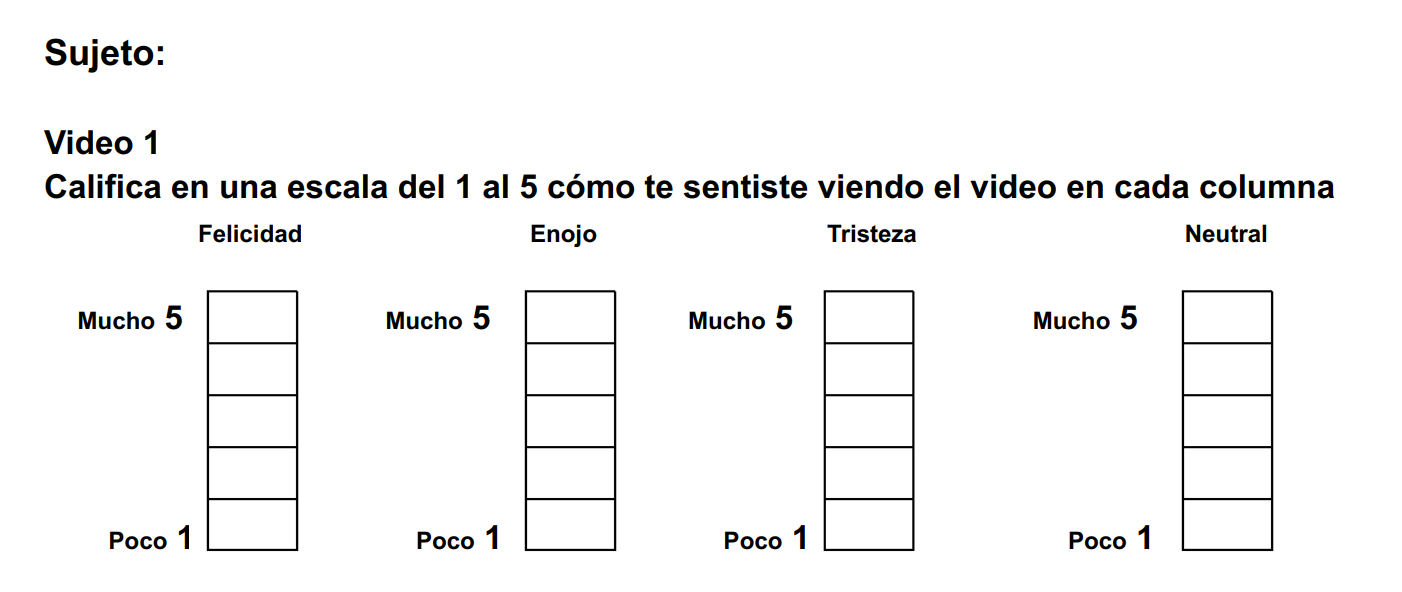 Sujeto:
Video 1
Califica en una escala del 1 al 5 cómo te sentiste viendo el video en cada columna
Felicidad Enojo Tristeza Neutral
Mucho 5 Mucho 5 Mucho 5 Mucho 5
Poco 1 Poco 1 Poco 1 Poco 1